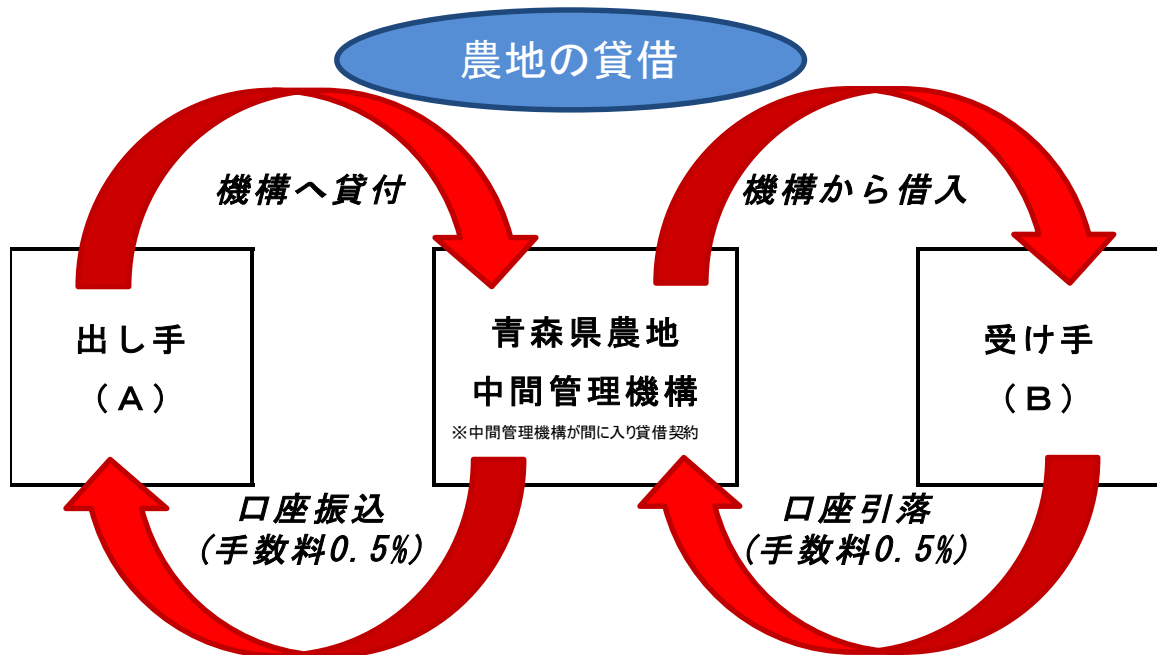 農地の貸借
機構へ貸付
機構から借入
出し手
（Ａ）
青森県農地
中間管理機構
※中間管理機構が間に入り貸借契約
受け手
（Ｂ）
口座振込
(手数料0.5%)
口座引落
(手数料0.5%)